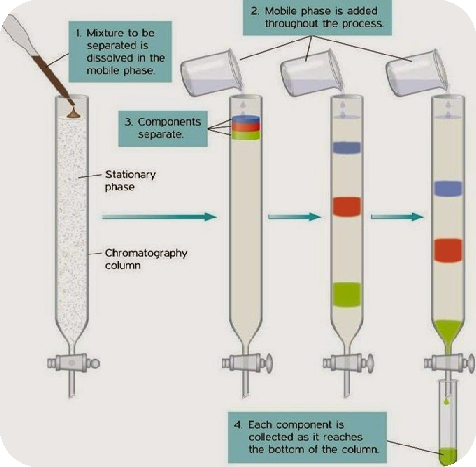 1. Mixture to be
separated is
dissolved in the
mobile phase.
2. Mobile phase is added
throughout the process.
3. Components
separate.
Stationary
phase
Chromatography
column
4. Each component is
collected as it reaches
the bottom of the column.